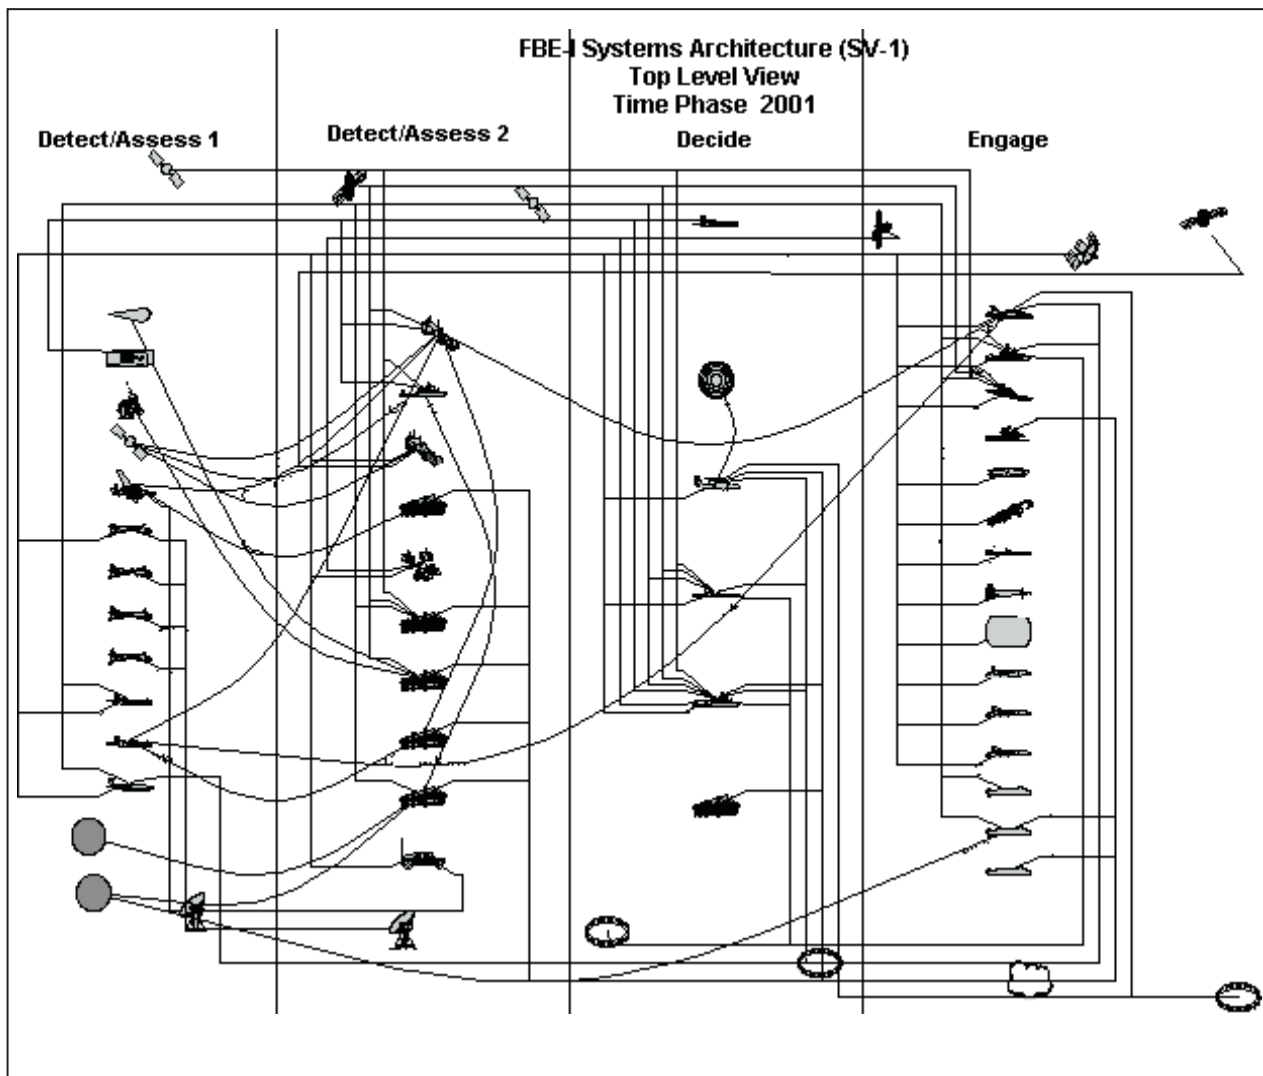 FBE-I Systems Architecture (SV-1)
Top Level View
Time Phase 2001
Detect/Assess 1
Detect/Assess 2
Decide
Engage